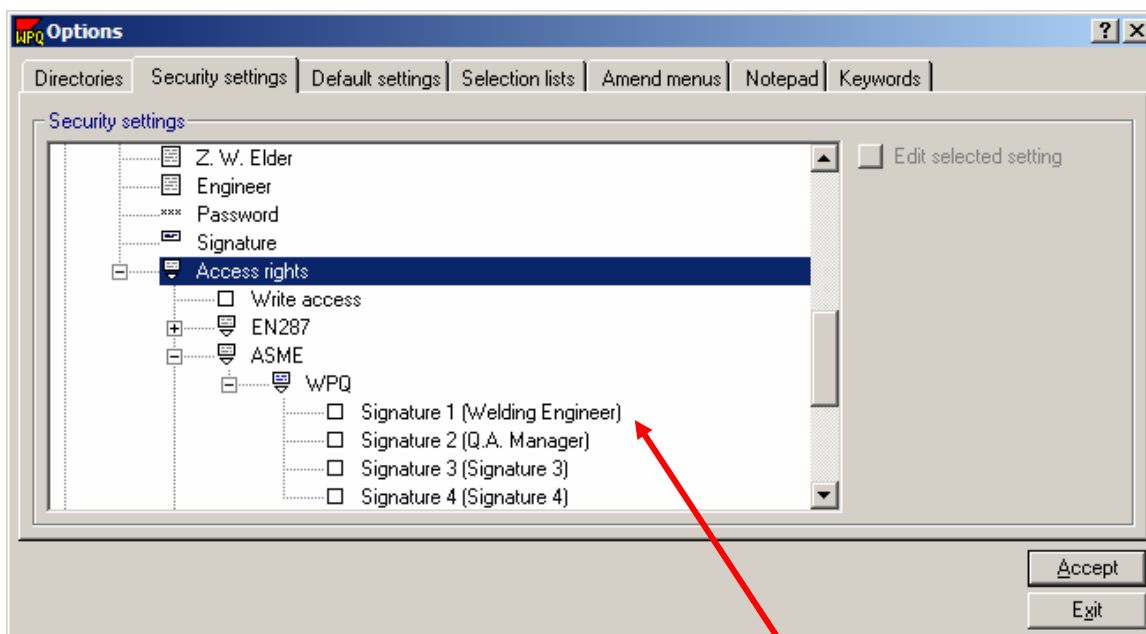 WPQ Options ? X
Directories Security settings Default settings Selection lists Amend menus Notepad Keywords
Security settings
Z. W. Elder
Edit selected setting
Engineer
*** Password
Signature
Access rights
Write access
EN287
ASME
WPQ
Signature 1 (Welding Engineer)
Signature 2 (Q.A. Manager)
Signature 3 (Signature 3)
Signature 4 (Signature 4)
Accept
Exit